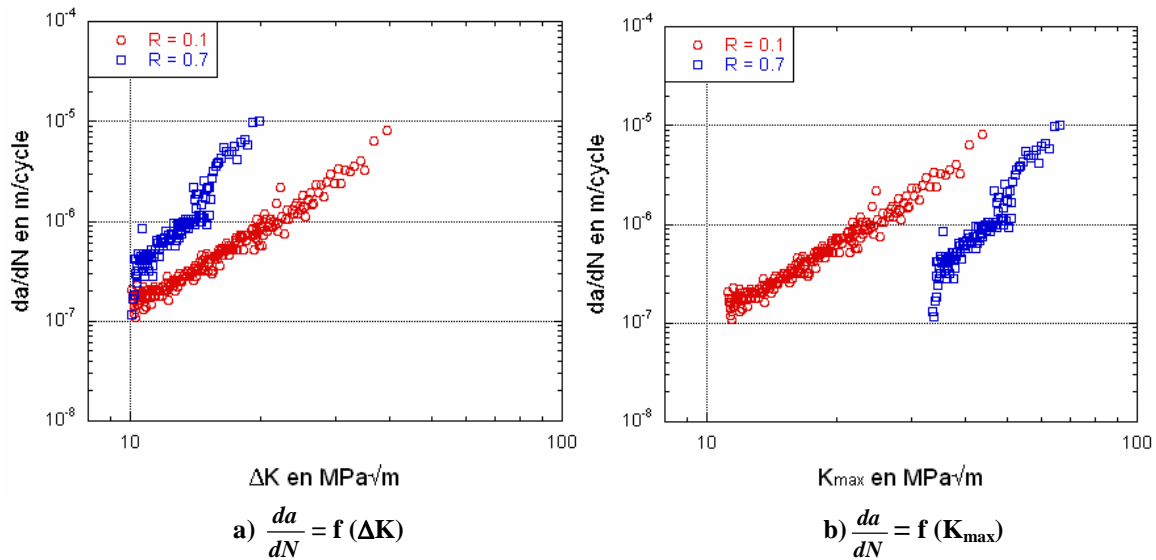 10⁻⁴
R = 0.1
R = 0.7
10⁻⁵
10⁻⁶
10⁻⁷
10⁻⁸
da/dN en m/cycle
10
100
ΔK en MPa·√m
a) da/dN = f (ΔK)
10⁻⁴
R = 0.1
R = 0.7
10⁻⁵
10⁻⁶
10⁻⁷
10⁻⁸
da/dN en m/cycle
10
100
Kmax en MPa·√m
b) da/dN = f (Kmax)